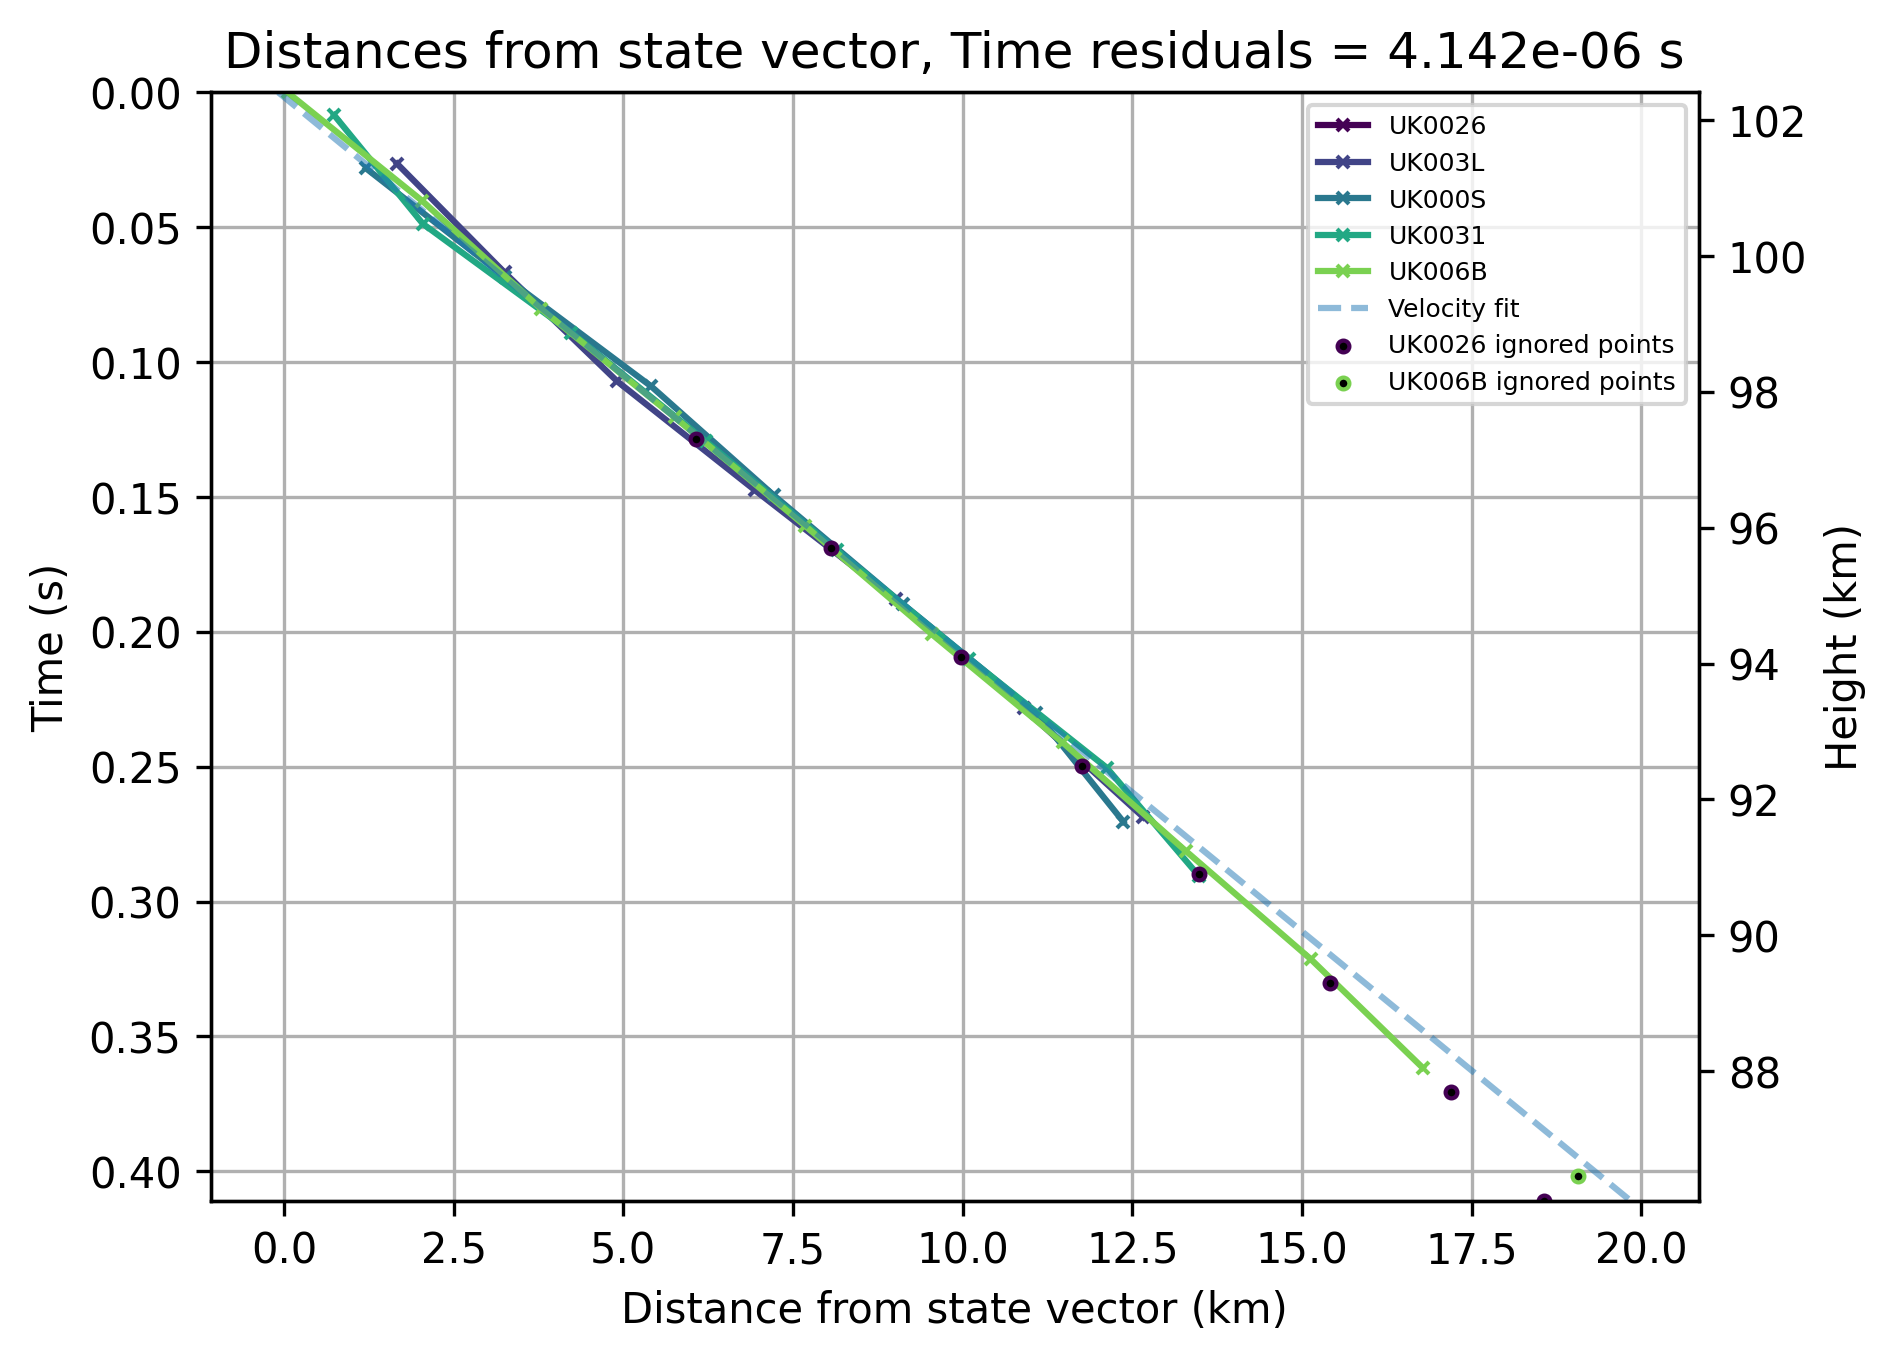 Distances from state vector, Time residuals = 4.142e-06 s
0.00
0.05
0.10
0.15
0.20
0.25
0.30
0.35
0.40
Time (s)
UK0026
UK003L
UK000S
UK0031
UK006B
Velocity fit
UK0026 ignored points
UK006B ignored points
102
100
98
96
94
92
90
88
Height (km)
0.0 2.5 5.0 7.5 10.0 12.5 15.0 17.5 20.0
Distance from state vector (km)